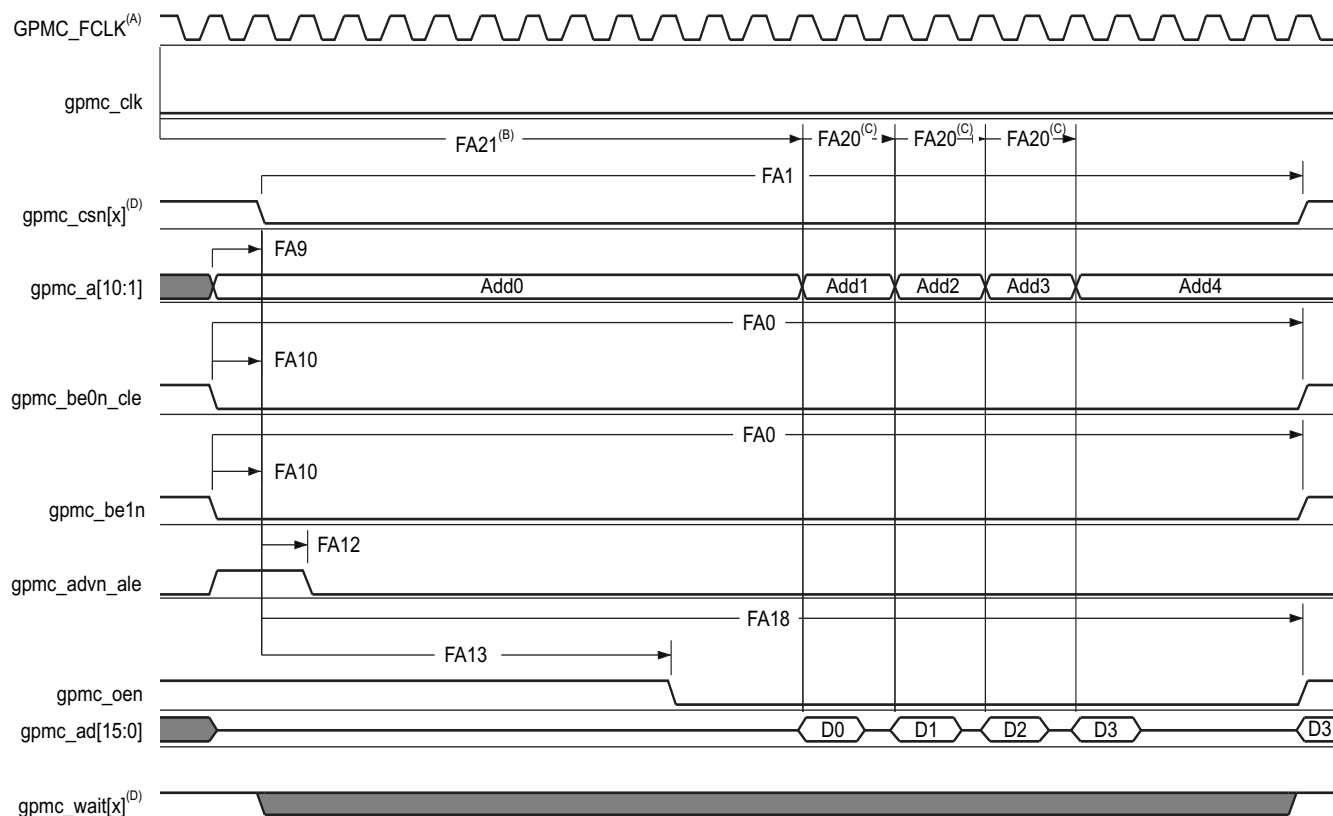 GPMC_FCLK(A)
gpmc_clk
FA21(B) FA20(C) FA20(C) FA20(C)
FA1
gpmc_csn[x](D)
FA9
gpmc_a[10:1] Add0 Add1 Add2 Add3 Add4
FA0
FA10
gpmc_be0n_cle
FA0
FA10
gpmc_be1n
FA12
gpmc_advn_ale
FA18
FA13
gpmc_oen
gpmc_ad[15:0] D0 D1 D2 D3 D3
gpmc_wait[x](D)